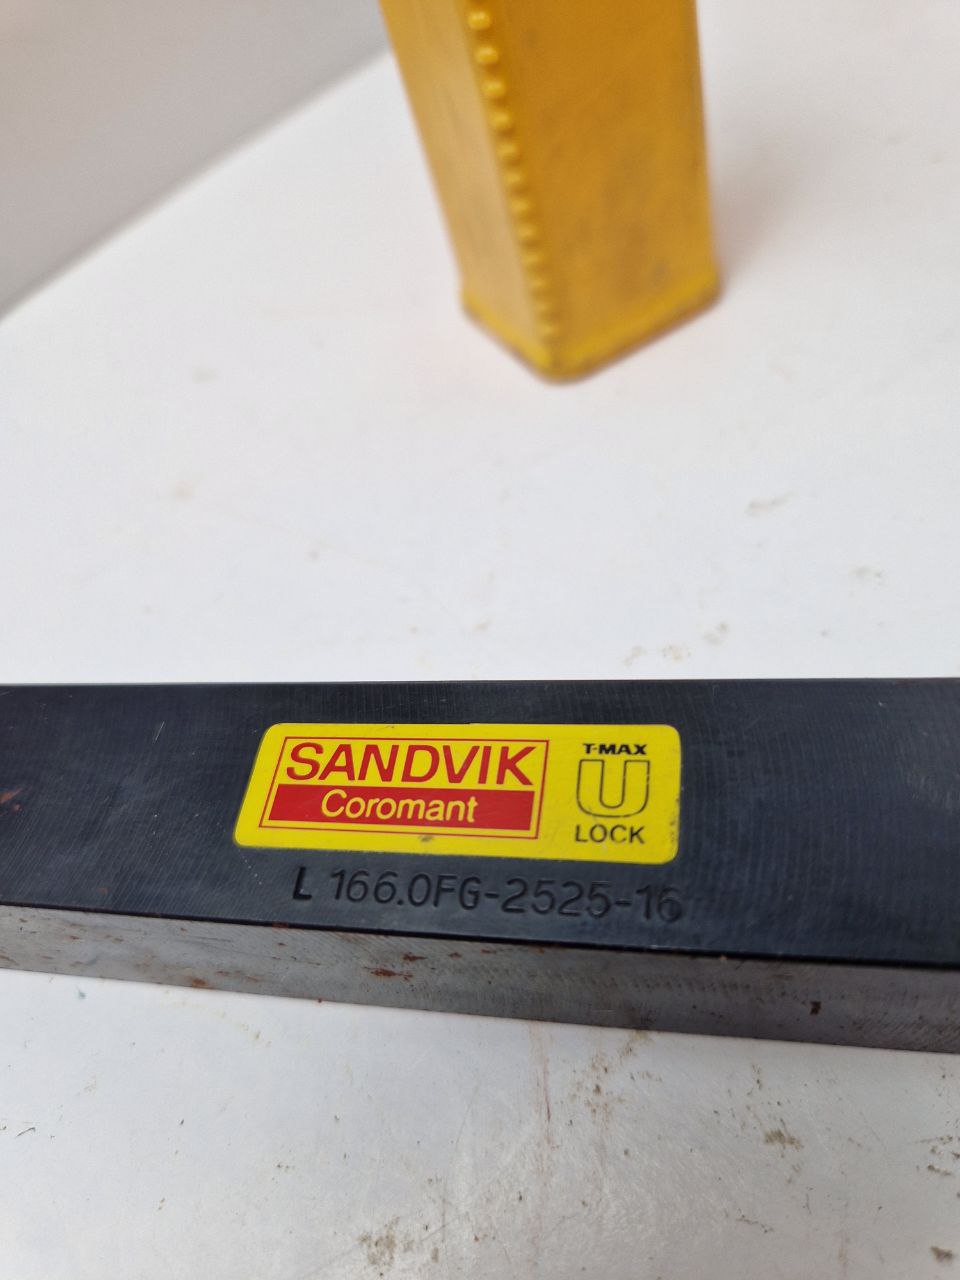 SANDVIK
Coromant
T-MAX
U
LOCK
L 166.0FG-2525-16